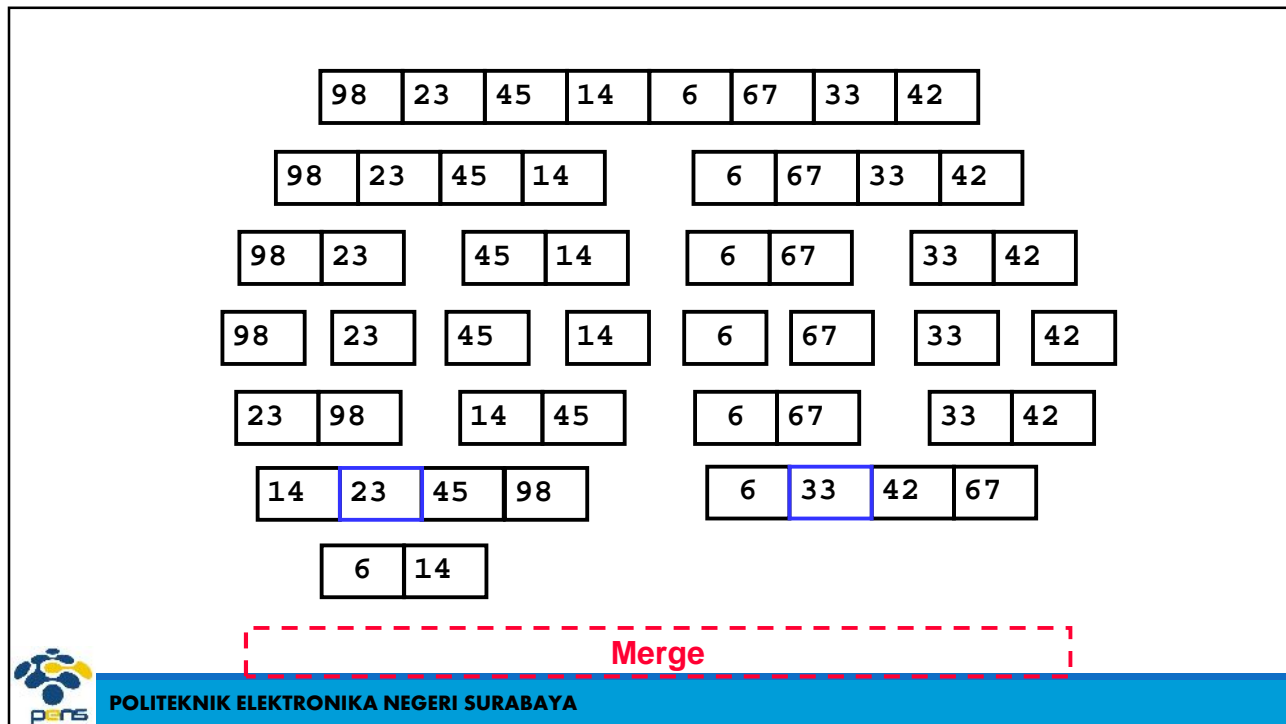 98 23 45 14 6 67 33 42
98 23 45 14 6 67 33 42
98 23 45 14 6 67 33 42
98 23 45 14 6 67 33 42
23 98 14 45 6 67 33 42
14 23 45 98 6 33 42 67
6 14
Merge
pens
POLITEKNIK ELEKTRONIKA NEGERI SURABAYA